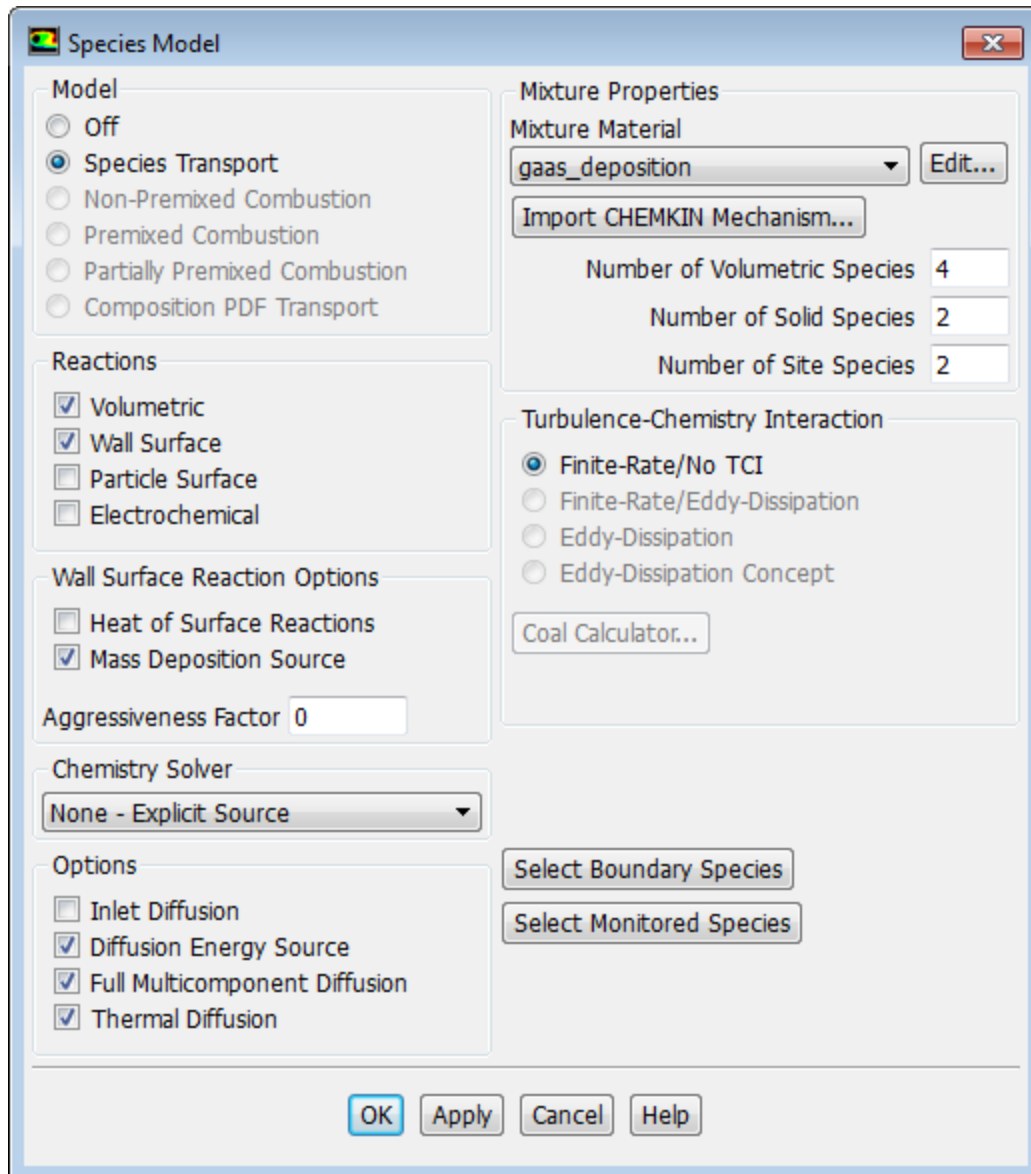 Species Model
Model
Off
Species Transport
Non-Premixed Combustion
Premixed Combustion
Partially Premixed Combustion
Composition PDF Transport
Reactions
Volumetric
Wall Surface
Particle Surface
Electrochemical
Wall Surface Reaction Options
Heat of Surface Reactions
Mass Deposition Source
Aggressiveness Factor 0
Chemistry Solver
None - Explicit Source
Options
Inlet Diffusion
Diffusion Energy Source
Full Multicomponent Diffusion
Thermal Diffusion
Mixture Properties
Mixture Material
gaas_deposition Edit...
Import CHEMKIN Mechanism...
Number of Volumetric Species 4
Number of Solid Species 2
Number of Site Species 2
Turbulence-Chemistry Interaction
Finite-Rate/No TCI
Finite-Rate/Eddy-Dissipation
Eddy-Dissipation
Eddy-Dissipation Concept
Coal Calculator...
Select Boundary Species
Select Monitored Species
OK Apply Cancel Help